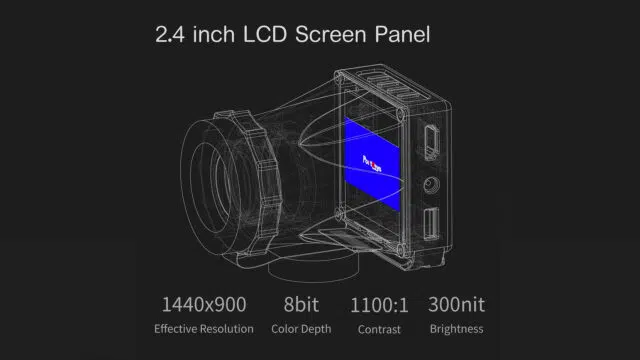 2.4 inch LCD Screen Panel
1440x900 8bit 1100:1 300nit
Effective Resolution Color Depth Contrast Brightness